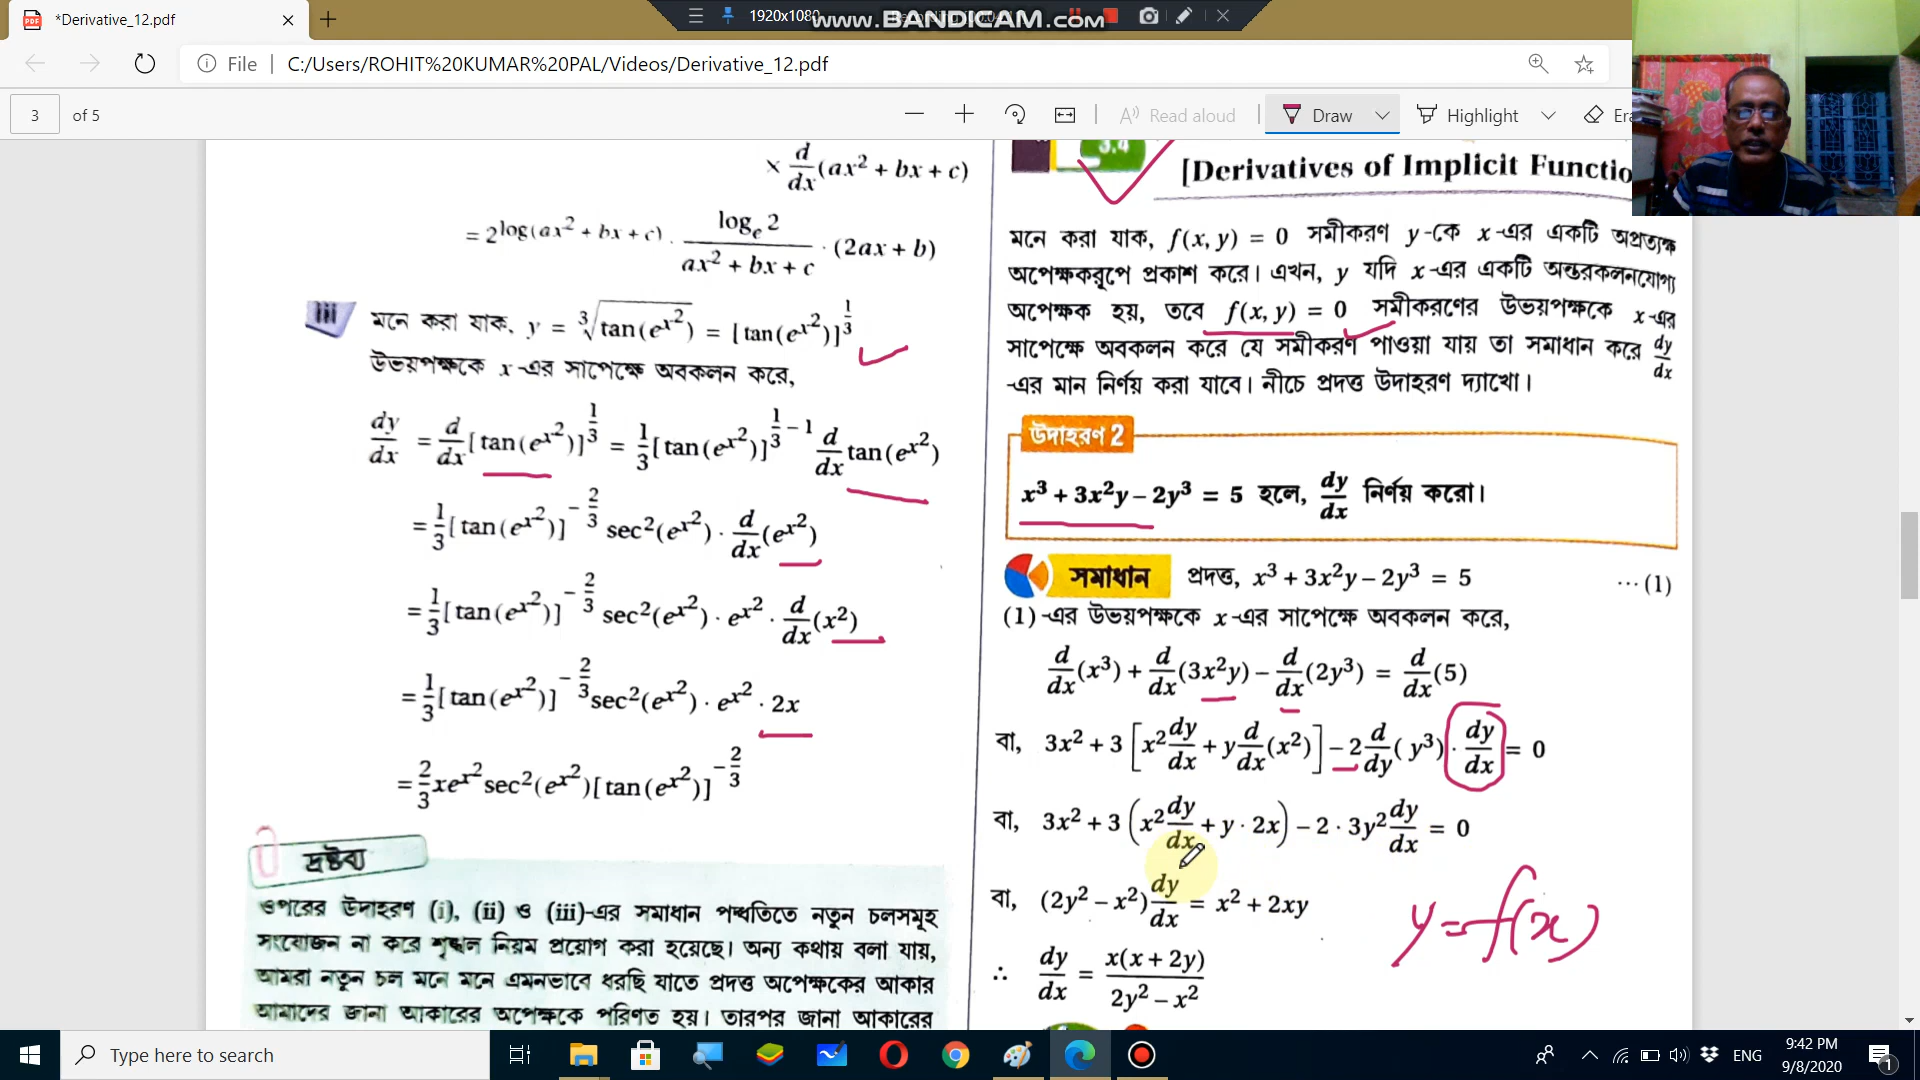 *Derivative_12.pdf
1920x1080
www.BANDICAM.com
File
C:/Users/ROHIT%20KUMAR%20PAL/Videos/Derivative_12.pdf
3 of 5
Read aloud
Draw
Highlight
Era
× d/dx (ax² + bx + c)
= 2^{log(ax² + bx + c)} · log_e 2 / (ax² + bx + c) · (2ax + b)
iii মনে করা যাক, y = ∛tan(e^{x²}) = [tan(e^{x²})]^{1/3}
উভয়পক্ষকে x-এর সাপেক্ষে অবকলন করে,
dy/dx = d/dx [tan(e^{x²})]^{1/3} = 1/3 [tan(e^{x²})]^{1/3 – 1} d/dx tan(e^{x²})
= 1/3 [tan(e^{x²})]^{–2/3} sec²(e^{x²}) · d/dx (e^{x²})
= 1/3 [tan(e^{x²})]^{–2/3} sec²(e^{x²}) · e^{x²} · d/dx (x²)
= 1/3 [tan(e^{x²})]^{–2/3} sec²(e^{x²}) · e^{x²} · 2x
= 2/3 xe^{x²} sec²(e^{x²}) [tan(e^{x²})]^{–2/3}
দ্রষ্টব্য
ওপরের উদাহরণ (i), (ii) ও (iii)-এর সমাধান পদ্ধতিতে নতুন চলসমূহ
সংযোজন না করে শৃঙ্খল নিয়ম প্রয়োগ করা হয়েছে। অন্য কথায় বলা যায়,
আমরা নতুন চল মনে মনে এমনভাবে ধরছি যাতে প্রদত্ত অপেক্ষকের আকার
আমাদের জানা আকারের অপেক্ষকে পরিণত হয়। তারপর জানা আকারের
3.4
[Derivatives of Implicit Functio
মনে করা যাক, f(x, y) = 0 সমীকরণ y-কে x-এর একটি অপ্রত্যক্ষ
অপেক্ষকরূপে প্রকাশ করে। এখন, y যদি x-এর একটি অন্তরকলনযোগ্য
অপেক্ষক হয়, তবে f(x, y) = 0 সমীকরণের উভয়পক্ষকে x-এর
সাপেক্ষে অবকলন করে যে সমীকরণ পাওয়া যায় তা সমাধান করে dy/dx
-এর মান নির্ণয় করা যাবে। নীচে প্রদত্ত উদাহরণ দ্যাখো।
উদাহরণ 2
x³ + 3x²y – 2y³ = 5 হলে, dy/dx নির্ণয় করো।
সমাধান প্রদত্ত, x³ + 3x²y – 2y³ = 5 ...(1)
(1)-এর উভয়পক্ষকে x-এর সাপেক্ষে অবকলন করে,
d/dx (x³) + d/dx (3x²y) – d/dx (2y³) = d/dx (5)
বা, 3x² + 3 [x² dy/dx + y d/dx (x²)] – 2 d/dy (y³) · dy/dx = 0
বা, 3x² + 3 (x² dy/dx + y · 2x) – 2 · 3y² dy/dx = 0
বা, (2y² – x²) dy/dx = x² + 2xy
∴ dy/dx = x(x + 2y) / (2y² – x²)
y = f(x)
Type here to search
ENG
9:42 PM
9/8/2020
1